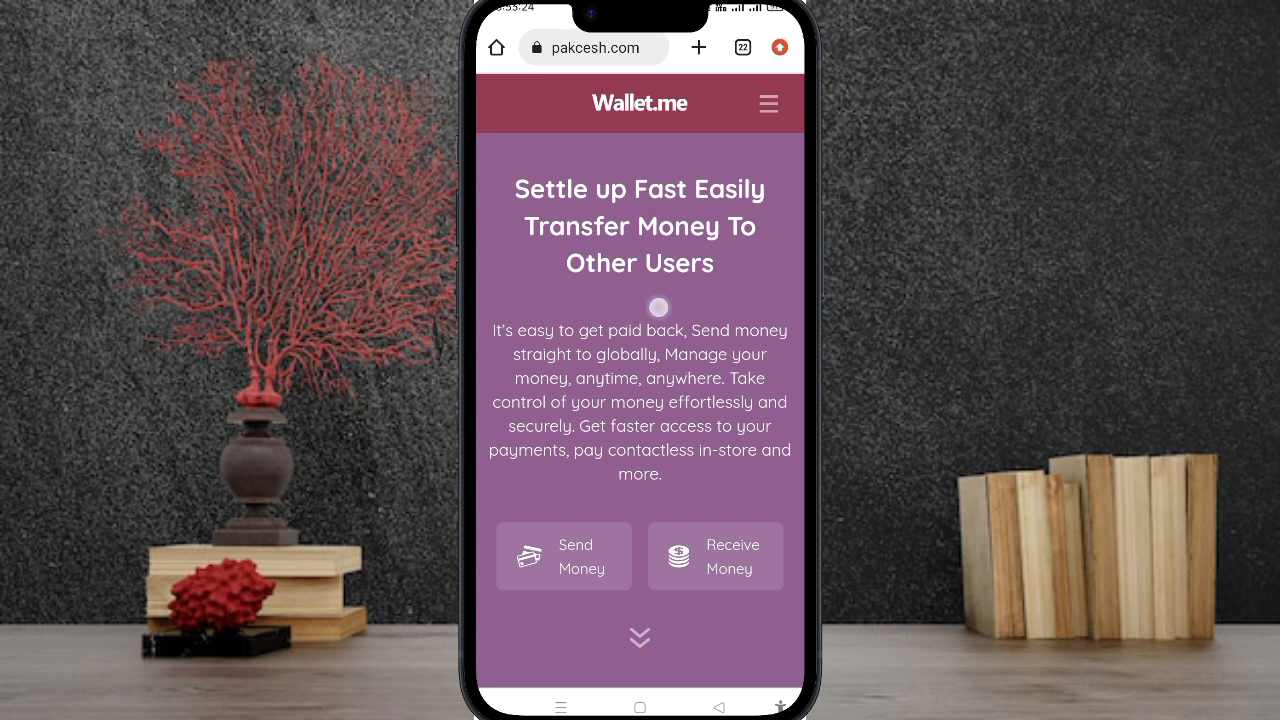 pakcesh.com
22
Wallet.me
Settle up Fast Easily
Transfer Money To
Other Users
It's easy to get paid back, Send money
straight to globally, Manage your
money, anytime, anywhere. Take
control of your money effortlessly and
securely. Get faster access to your
payments, pay contactless in-store and
more.
Send
Money
Receive
Money